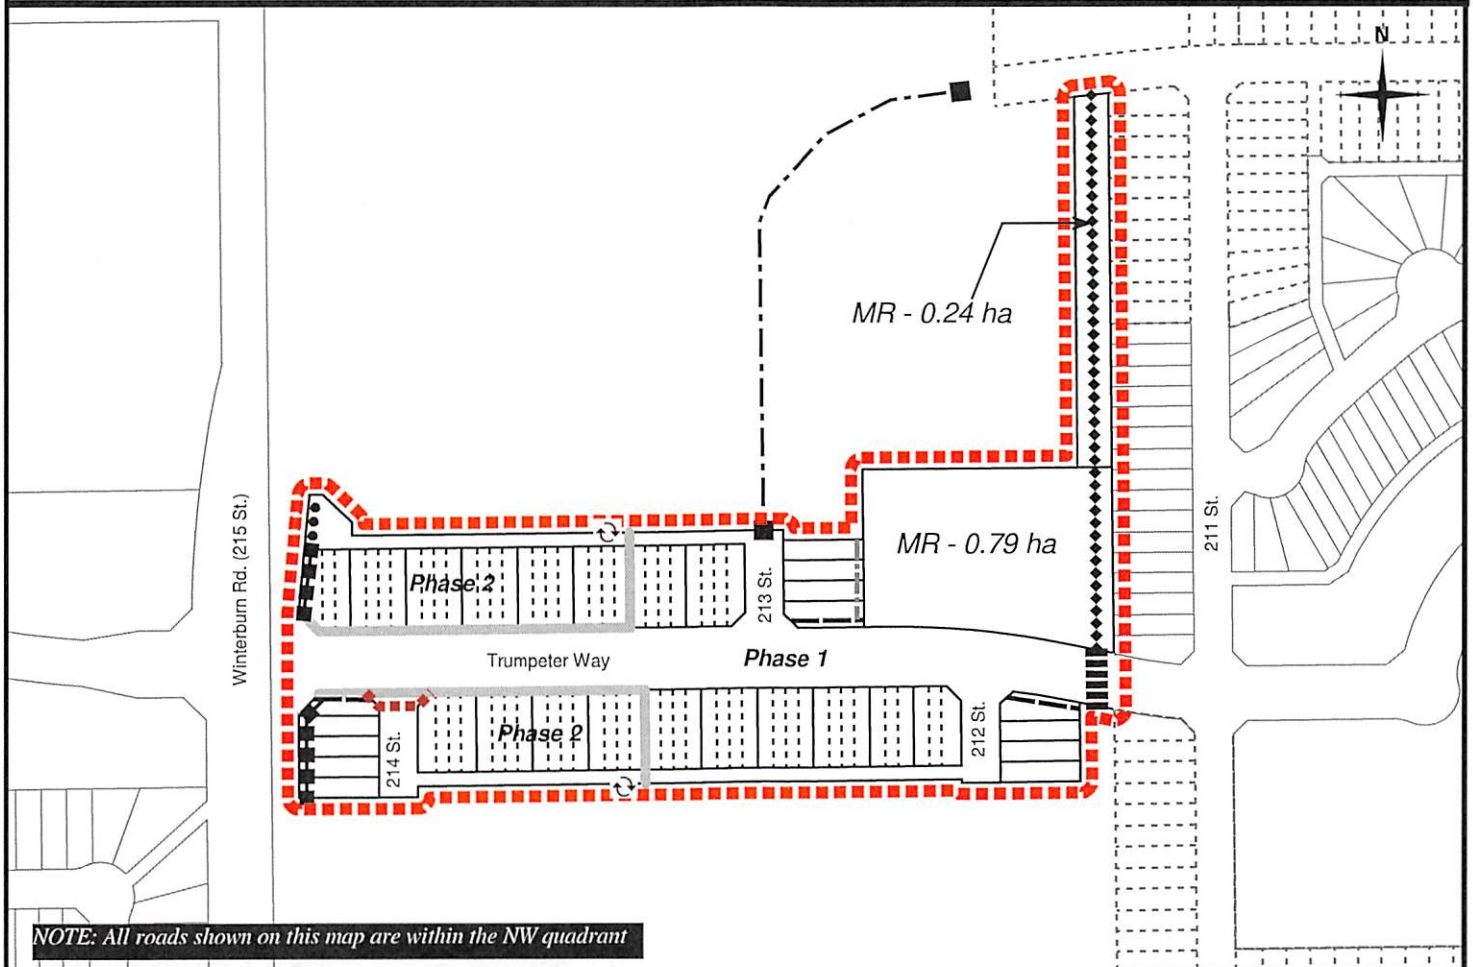 N
MR - 0.24 ha
MR - 0.79 ha
Winterburn Rd. (215 St.)
211 St.
Phase 2
213 St.
Trumpeter Way
Phase 1
Phase 2
214 St.
212 St.
NOTE: All roads shown on this map are within the NW quadrant